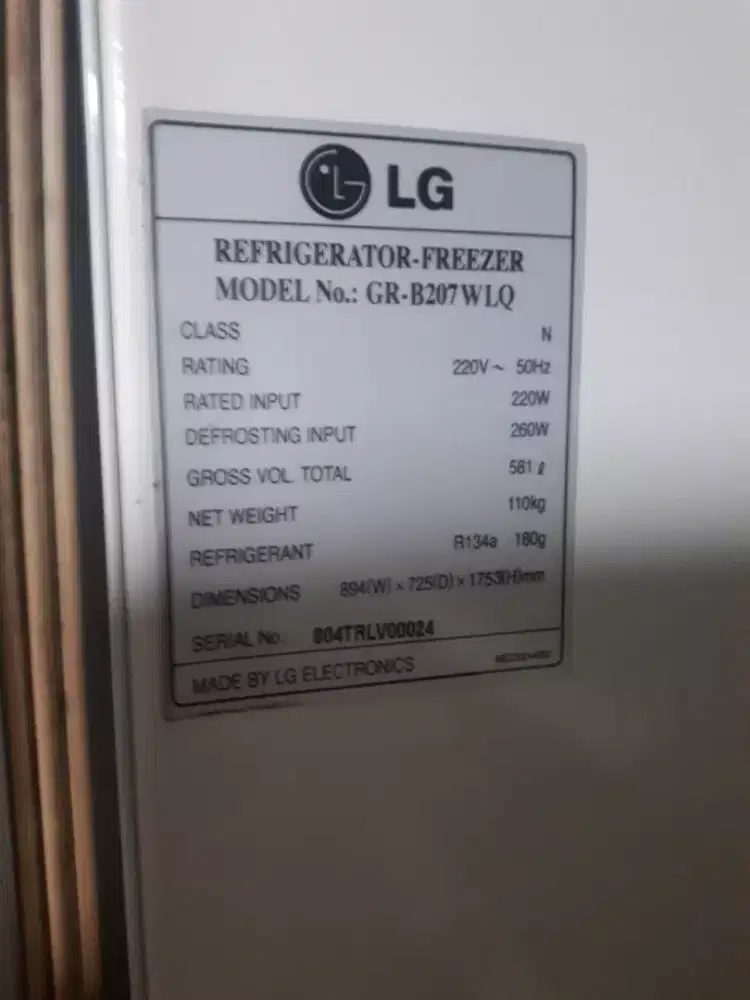 LG
REFRIGERATOR-FREEZER
MODEL No.: GR-B207WLQ
CLASS N
RATING 220V~ 50Hz
RATED INPUT 220W
DEFROSTING INPUT 260W
GROSS VOL. TOTAL 581 ℓ
NET WEIGHT 110kg
REFRIGERANT R134a 180g
DIMENSIONS 894(W) × 725(D) × 1753(H)mm
SERIAL No. 804TRLV00024
MADE BY LG ELECTRONICS